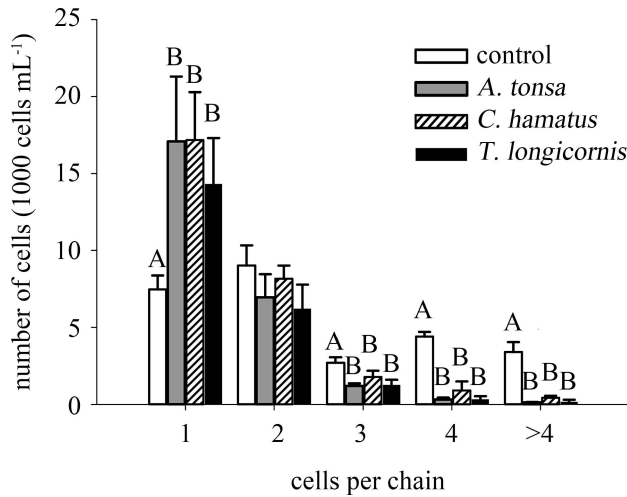 25
20
15
10
5
0
number of cells (1000 cells mL⁻¹)
control
A. tonsa
C. hamatus
T. longicornis
A B B B
A B B B
A B B B
A B B B
1 2 3 4 >4
cells per chain